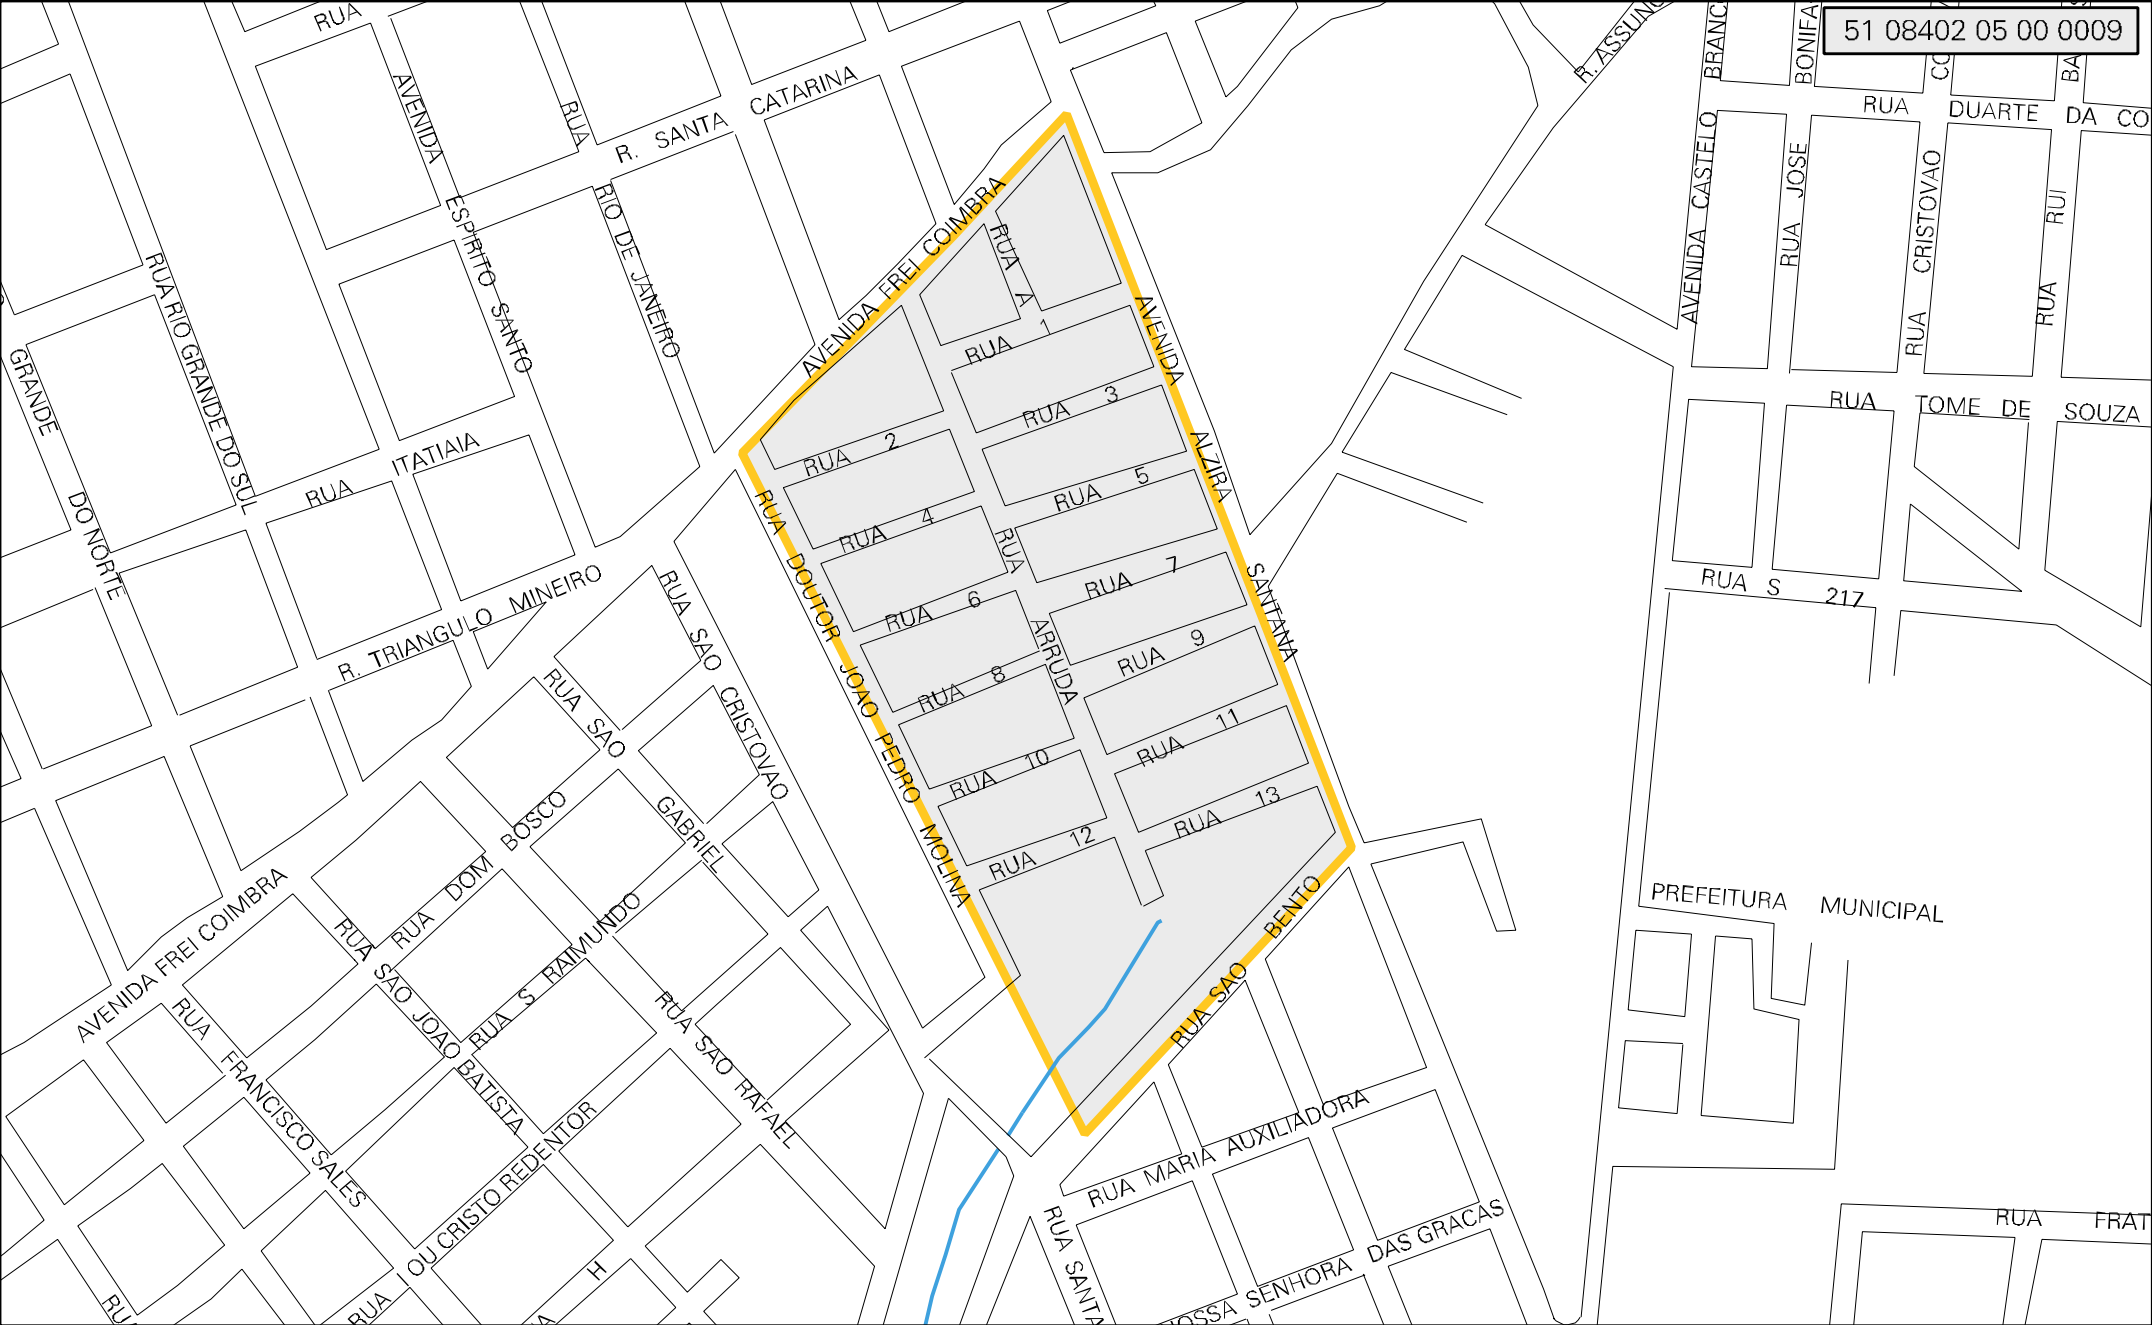 51 08402 05 00 0009
RUA
AVENIDA ESPIRITO SANTO
RUA RIO DE JANEIRO
R. SANTA CATARINA
R. ASSUN
AVENIDA CASTELO BRANC
RUA JOSE BONIFA
RUA CRISTOVAO CO
RUA RUI BA
RUA DUARTE DA CO
RUA RIO GRANDE DO SUL
GRANDE DO NORTE
AVENIDA FREI COIMBRA
RUA A
RUA 1
RUA 2
RUA 3
RUA 4
RUA 5
RUA 6
RUA 7
RUA 8
RUA 9
RUA 10
RUA 11
RUA 12
RUA 13
RUA ARRUDA
AVENIDA ALZIRA SANTANA
RUA DOUTOR JOAO PEDRO MOLINA
RUA SAO BENTO
RUA TOME DE SOUZA
RUA S 217
RUA ITATIAIA
R. TRIANGULO MINEIRO
RUA SAO CRISTOVAO
RUA SAO GABRIEL
RUA DOM BOSCO
RUA S RAIMUNDO
AVENIDA FREI COIMBRA
RUA SAO JOAO BATISTA
RUA FRANCISCO SALES
RUA SAO RAFAEL
RUA I OU CRISTO REDENTOR
H
RUA MARIA AUXILIADORA
OSSA SENHORA DAS GRACAS
RUA SANTA
PREFEITURA MUNICIPAL
RUA FRAT